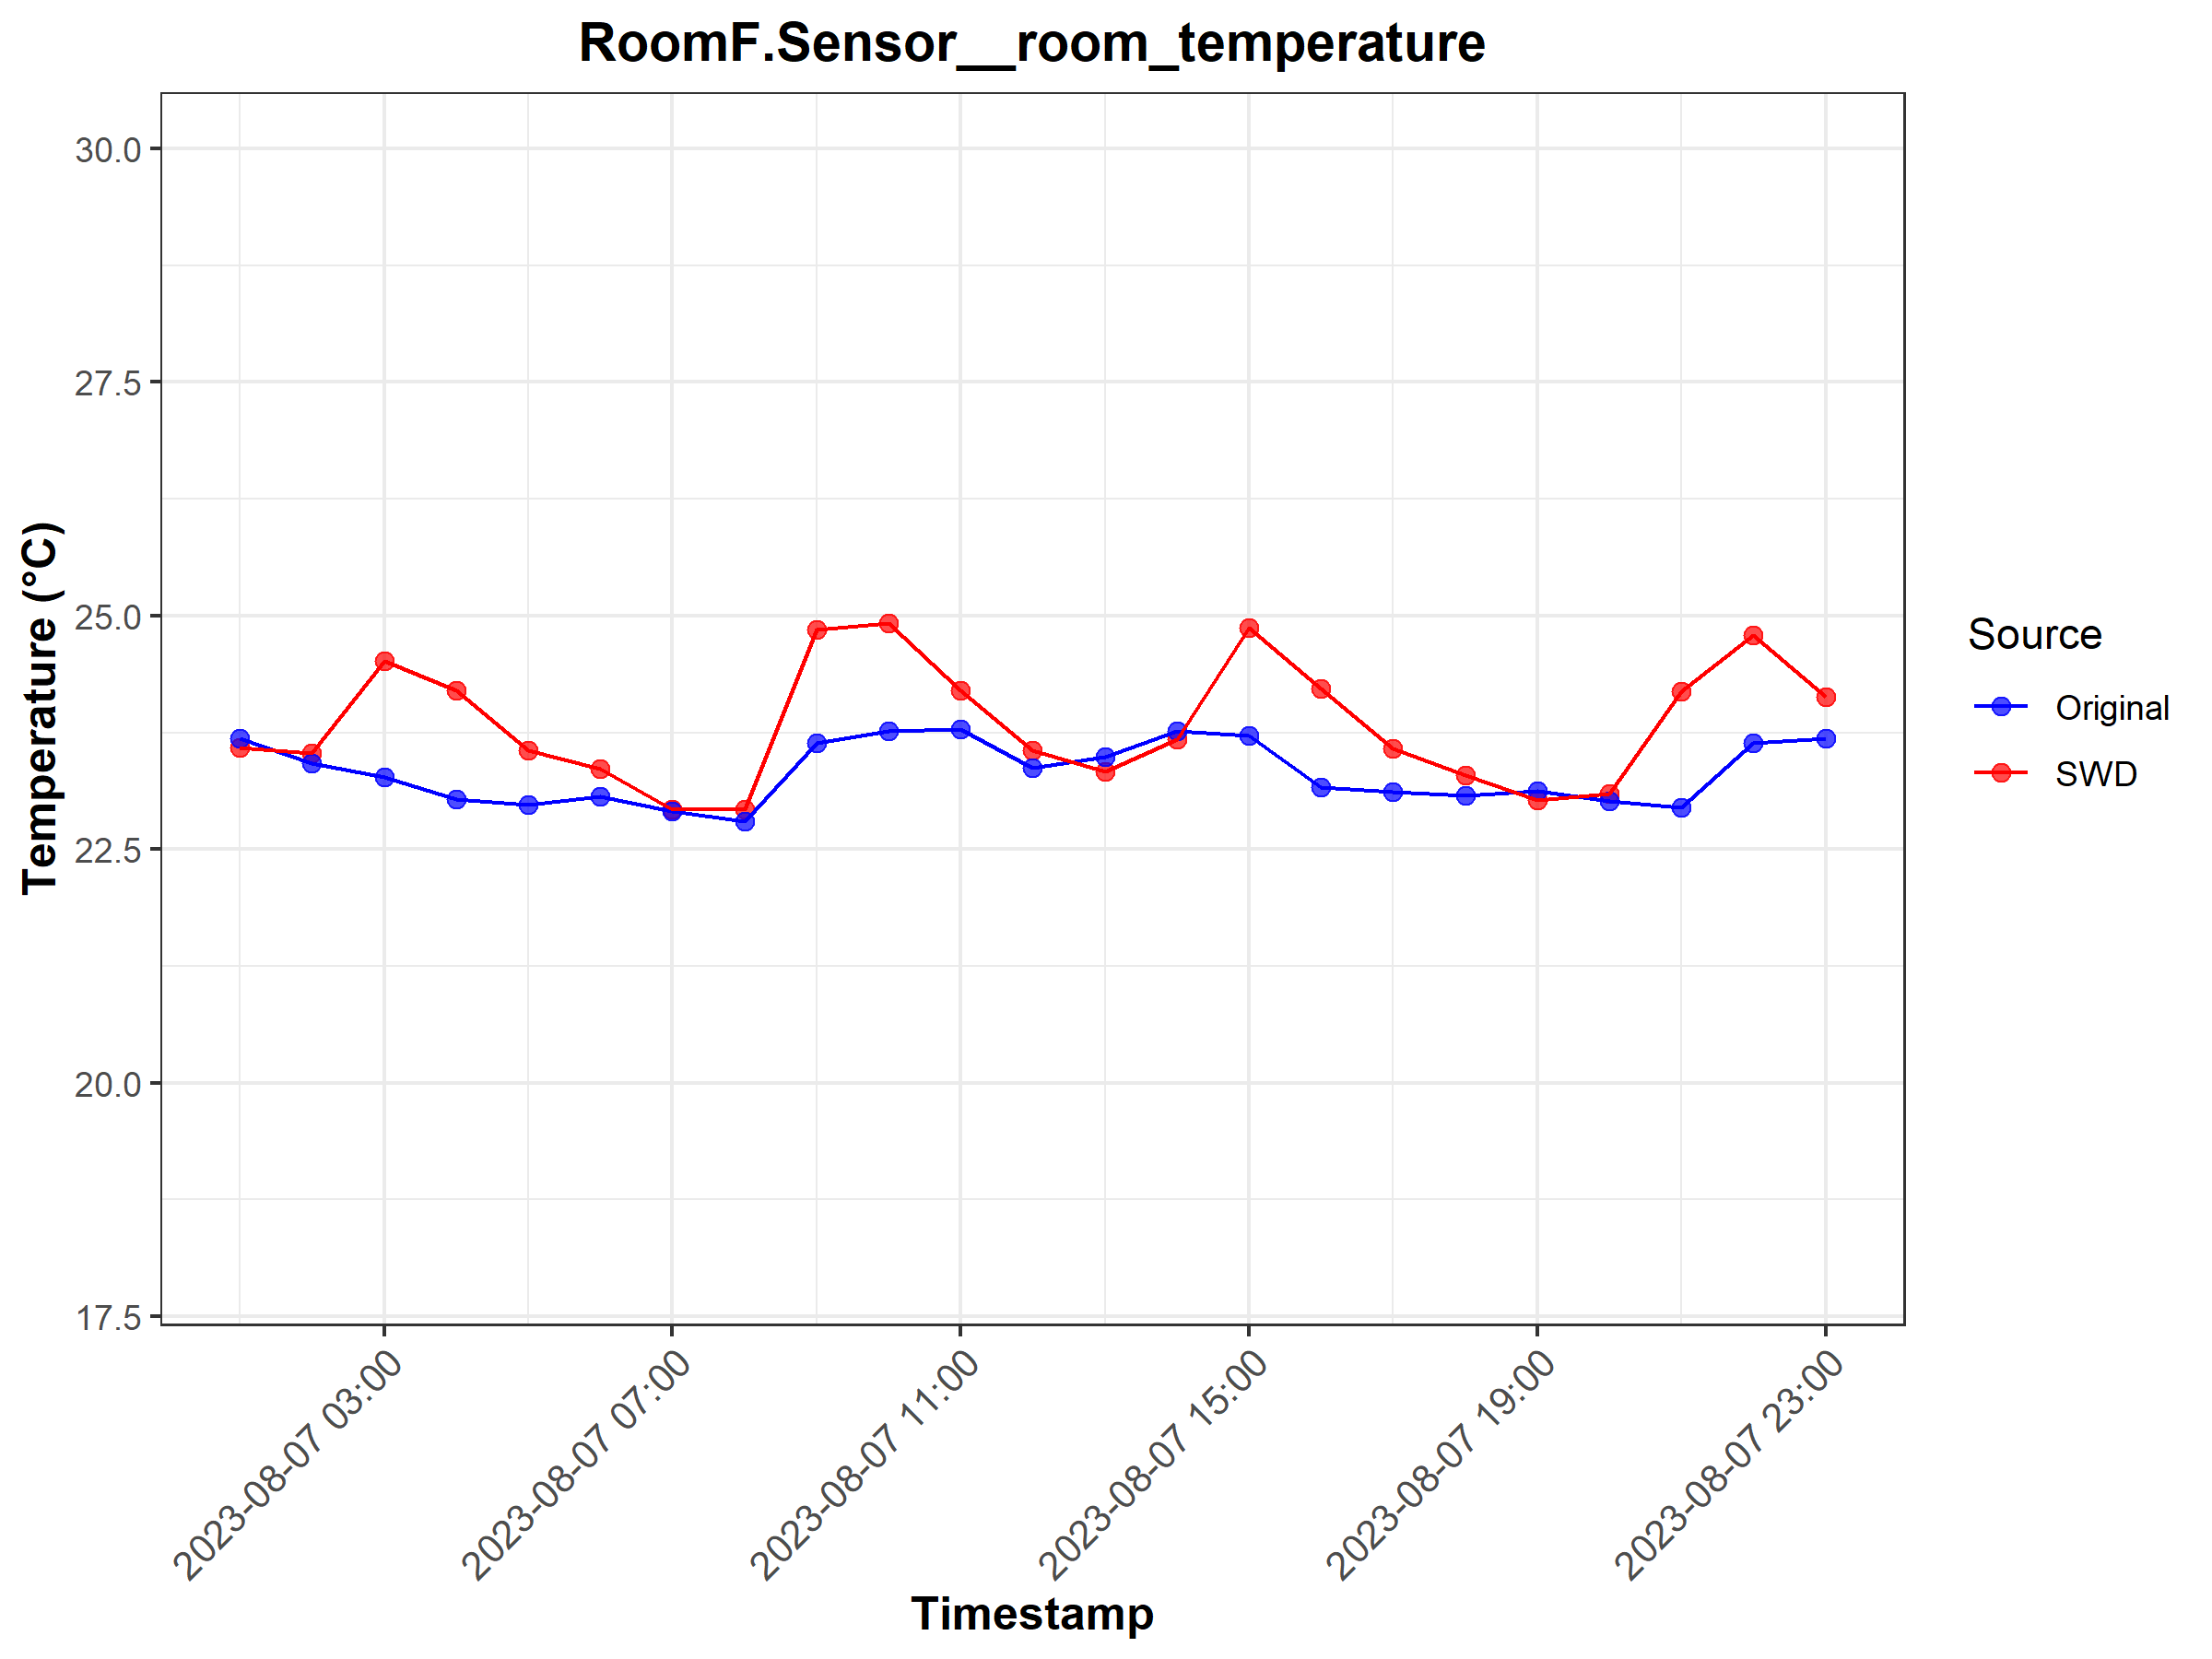 RoomF.Sensor__room_temperature
Temperature (°C)
30.0
27.5
25.0
22.5
20.0
17.5
2023-08-07 03:00
2023-08-07 07:00
2023-08-07 11:00
2023-08-07 15:00
2023-08-07 19:00
2023-08-07 23:00
Timestamp
Source
Original
SWD